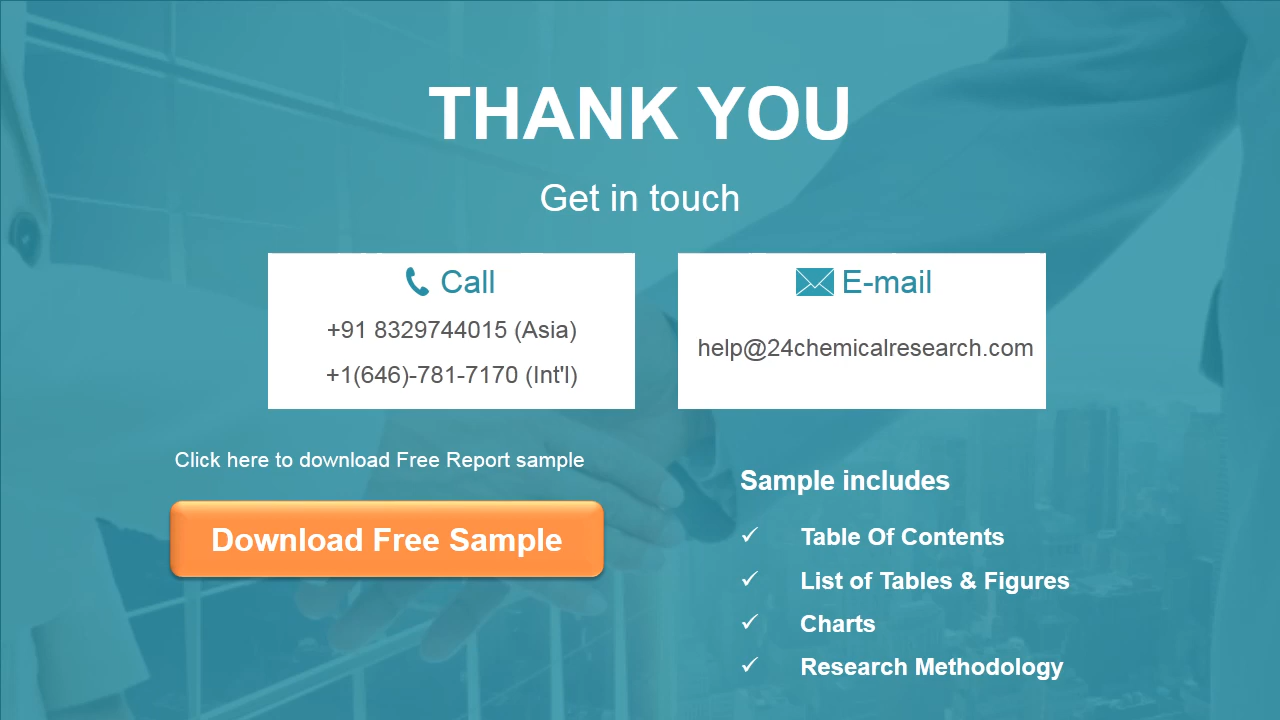 THANK YOU
Get in touch
Call
+91 8329744015 (Asia)
+1(646)-781-7170 (Int'l)
E-mail
help@24chemicalresearch.com
Click here to download Free Report sample
Download Free Sample
Sample includes
✓ Table Of Contents
✓ List of Tables & Figures
✓ Charts
✓ Research Methodology